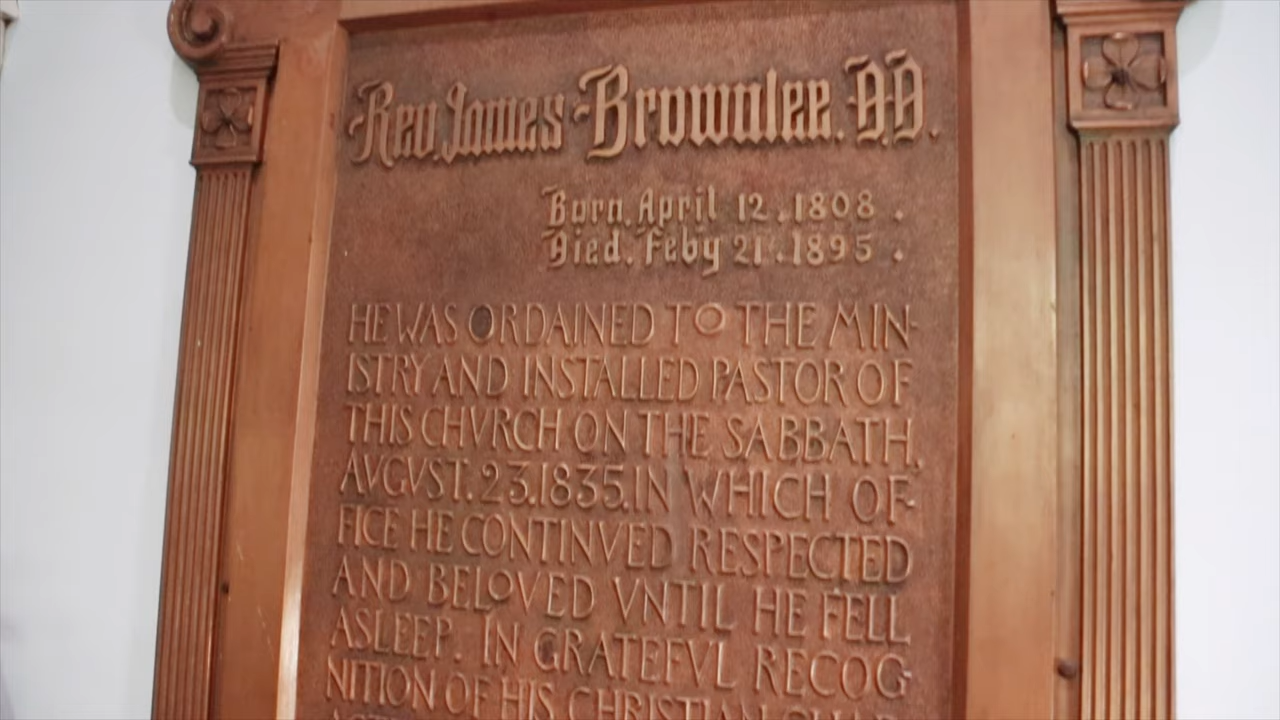 Rev. James Brownlee. D.D.
Born. April 12. 1808.
Died. Feby 21. 1895.
HE WAS ORDAINED TO THE MIN-
ISTRY AND INSTALLED PASTOR OF
THIS CHVRCH ON THE SABBATH,
AVGVST. 23. 1835. IN WHICH OF-
FICE HE CONTINVED RESPECTED
AND BELOVED VNTIL HE FELL
ASLEEP. IN GRATEFVL RECOG-
NITION OF HIS CHRISTIAN CHAR-